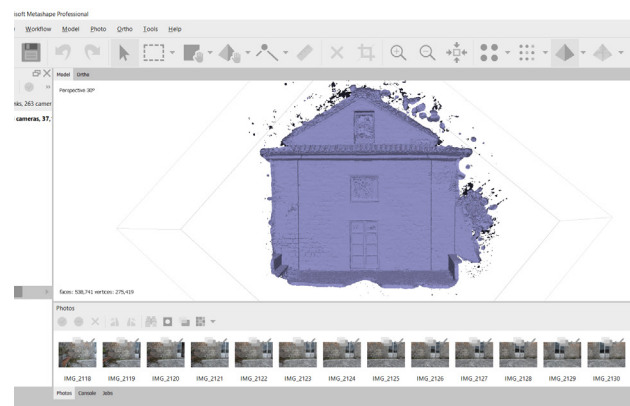 isoft Metashape Professional
Workflow Model Photo Ortho Tools Help
Model Ortho
Perspective 30°
nks, 263 camer
cameras, 37,
faces: 538,741 vertices: 275,419
Photos
IMG_2118 IMG_2119 IMG_2120 IMG_2121 IMG_2122 IMG_2123 IMG_2124 IMG_2125 IMG_2126 IMG_2127 IMG_2128 IMG_2129 IMG_2130
Photos Console Jobs